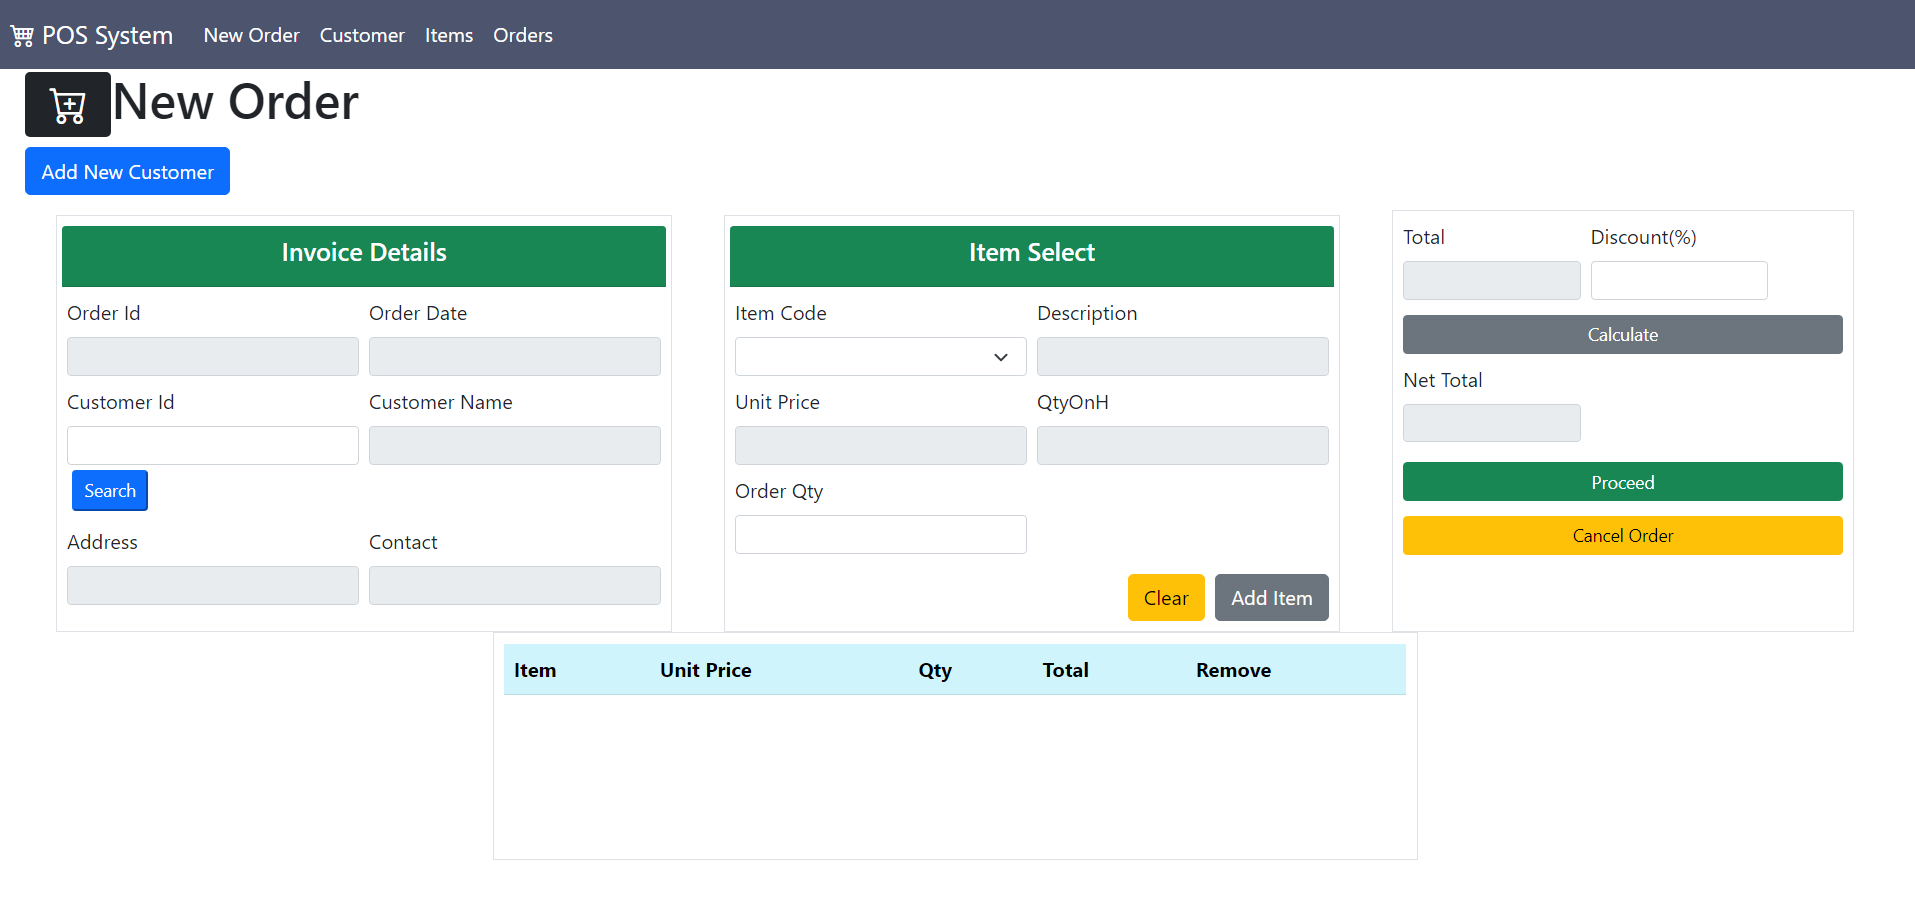 POS System New Order Customer Items Orders
New Order
Add New Customer
Invoice Details
Order Id Order Date
Customer Id Customer Name
Search
Address Contact
Item Select
Item Code Description
Unit Price QtyOnH
Order Qty
Clear Add Item
Total Discount(%)
Calculate
Net Total
Proceed
Cancel Order
Item Unit Price Qty Total Remove